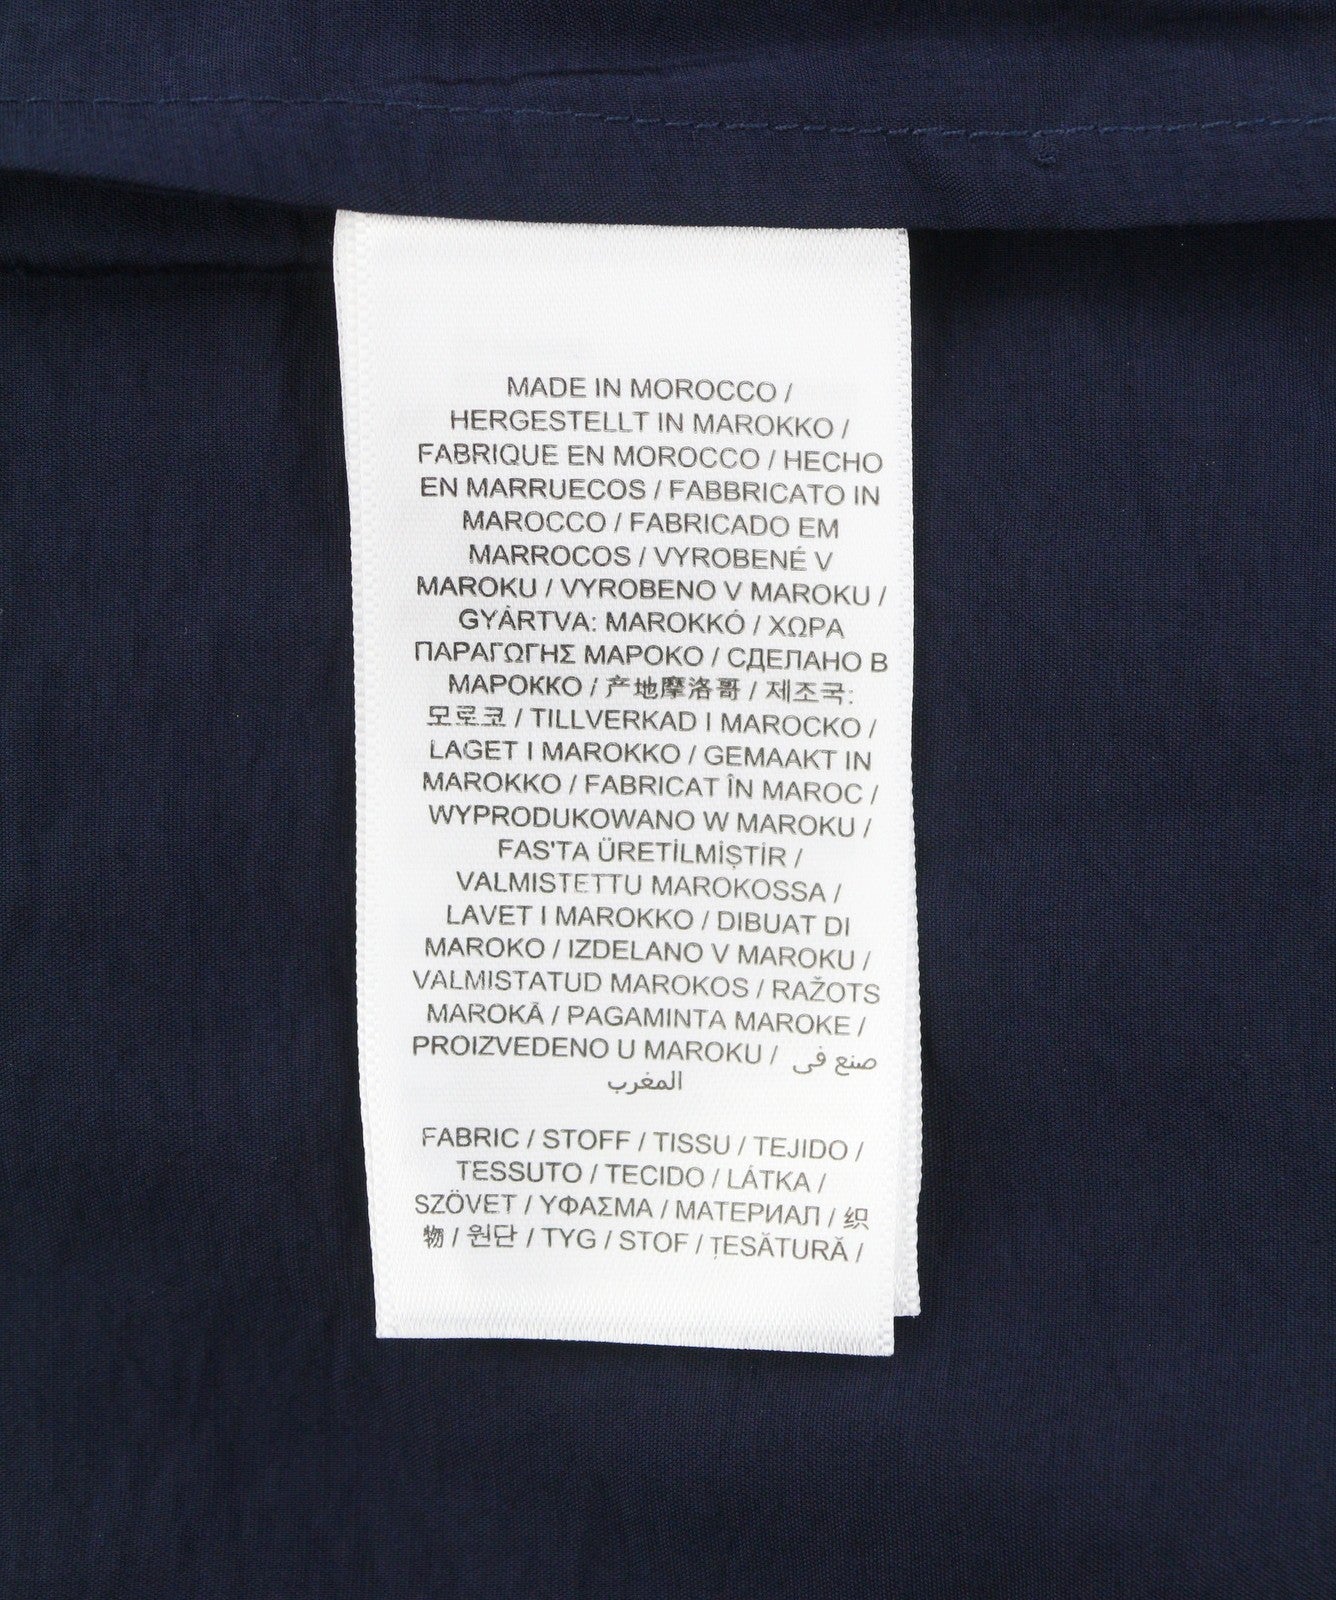 MADE IN MOROCCO /
HERGESTELLT IN MAROKKO /
FABRIQUE EN MOROCCO / HECHO
EN MARRUECOS / FABBRICATO IN
MAROCCO / FABRICADO EM
MARROCOS / VYROBENÉ V
MAROKU / VYROBENO V MAROKU /
GYÁRTVA: MAROKKÓ / ΧΩΡΑ
ΠΑΡΑΓΩΓΗΣ ΜΑΡΟΚΟ / СДЕЛАНО В
МАРОККО / 产地摩洛哥 / 제조국:
모로코 / TILLVERKAD I MAROCKO /
LAGET I MAROKKO / GEMAAKT IN
MAROKKO / FABRICAT ÎN MAROC /
WYPRODUKOWANO W MAROKU /
FAS'TA ÜRETİLMİŞTİR /
VALMISTETTU MAROKOSSA /
LAVET I MAROKKO / DIBUAT DI
MAROKO / IZDELANO V MAROKU /
VALMISTATUD MAROKOS / RAŽOTS
MAROKĀ / PAGAMINTA MAROKE /
PROIZVEDENO U MAROKU / صنع في
المغرب
FABRIC / STOFF / TISSU / TEJIDO /
TESSUTO / TECIDO / LÁTKA /
SZÖVET / ΥΦΑΣΜΑ / МАТЕРИАЛ / 织
物 / 원단 / TYG / STOF / ȚESĂTURĂ /